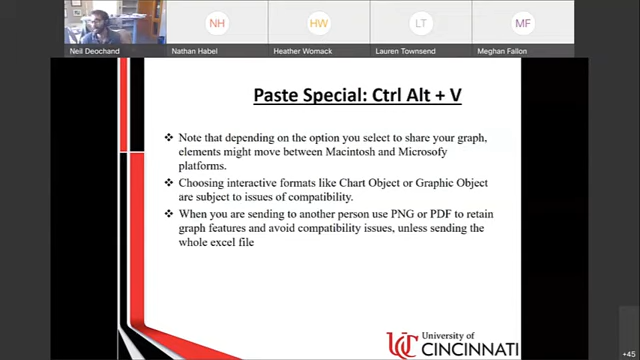 NH
HW
LT
MF
Neil Deochand
Nathan Habel
Heather Womack
Lauren Townsend
Meghan Fallon
Paste Special: Ctrl Alt + V
❖ Note that depending on the option you select to share your graph,
elements might move between Macintosh and Microsofy
platforms.
❖ Choosing interactive formats like Chart Object or Graphic Object
are subject to issues of compatibility.
❖ When you are sending to another person use PNG or PDF to retain
graph features and avoid compatibility issues, unless sending the
whole excel file
UC
University of
CINCINNATI
+45